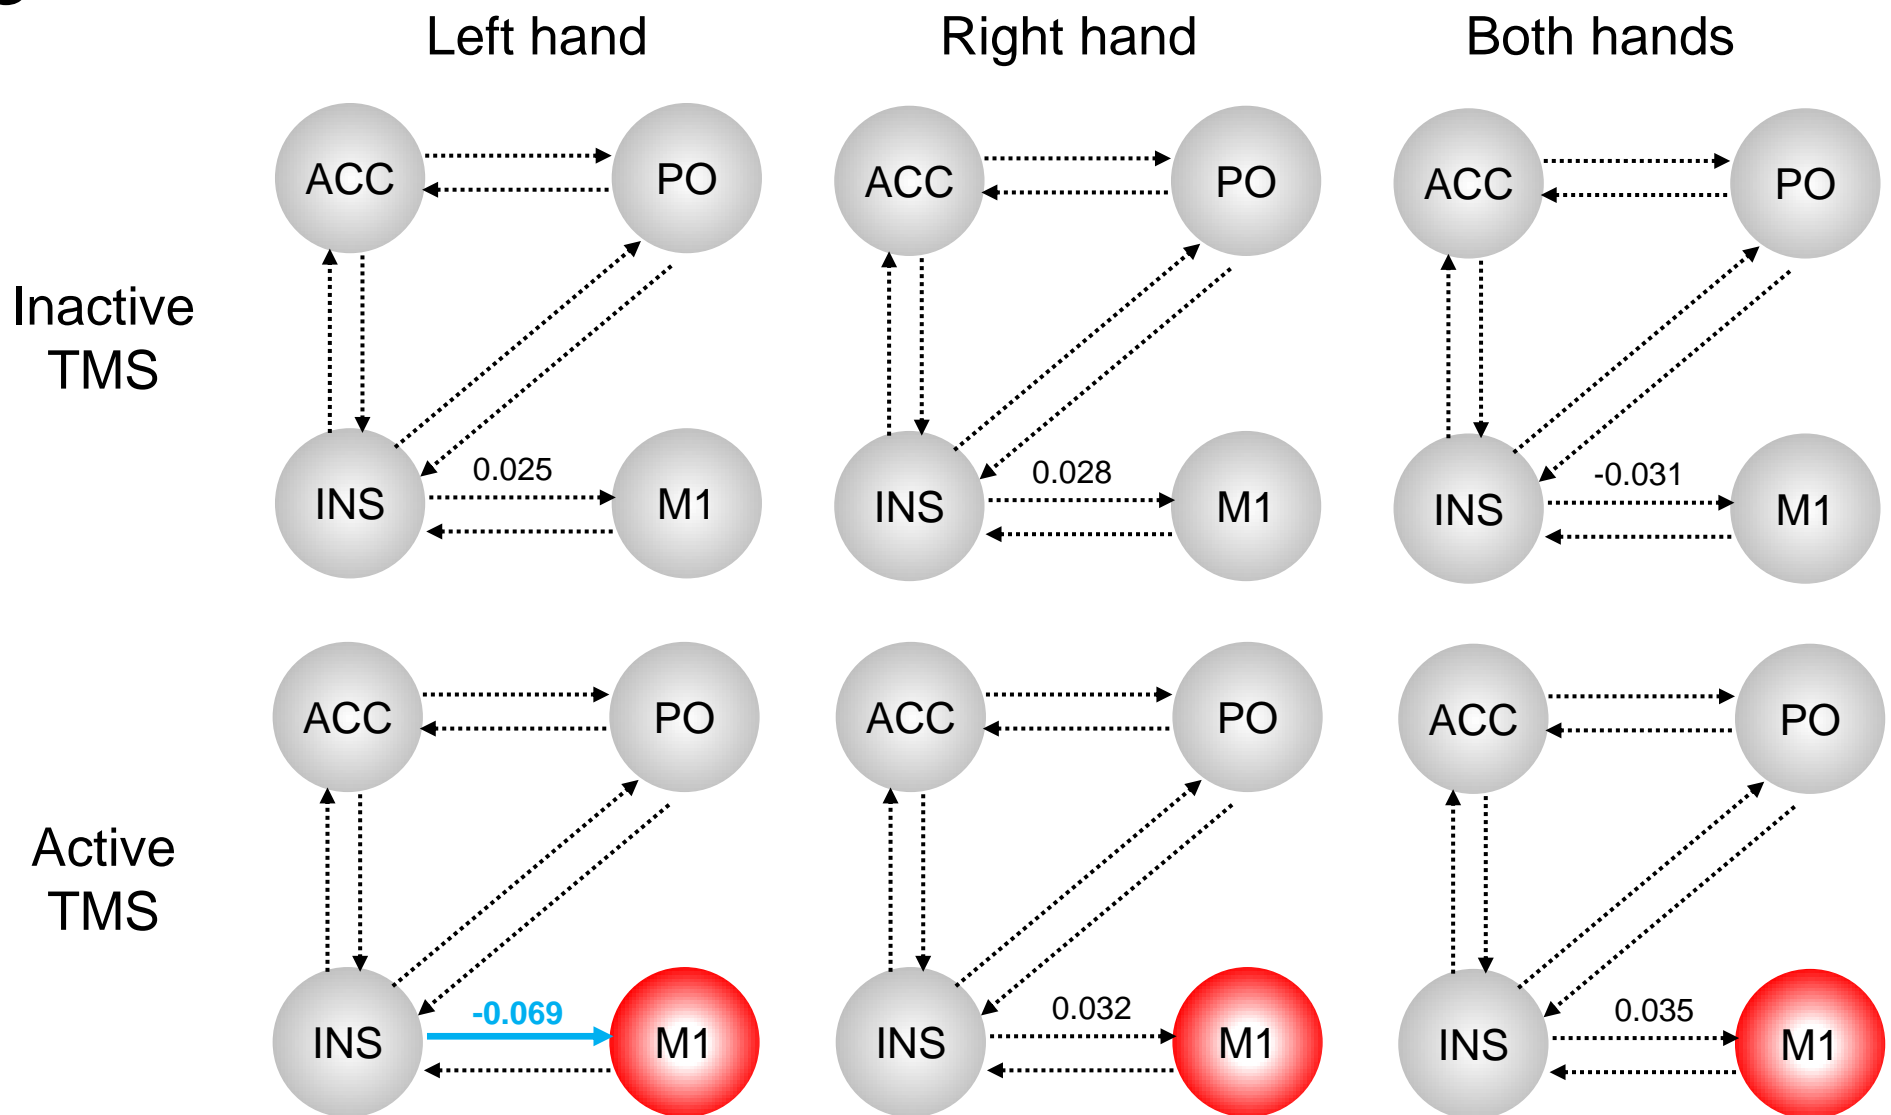 Left hand
Right hand
Both hands
Inactive
TMS
ACC
PO
ACC
PO
ACC
PO
0.025
0.028
-0.031
INS
M1
INS
M1
INS
M1
Active
TMS
ACC
PO
ACC
PO
ACC
PO
-0.069
0.032
0.035
INS
M1
INS
M1
INS
M1